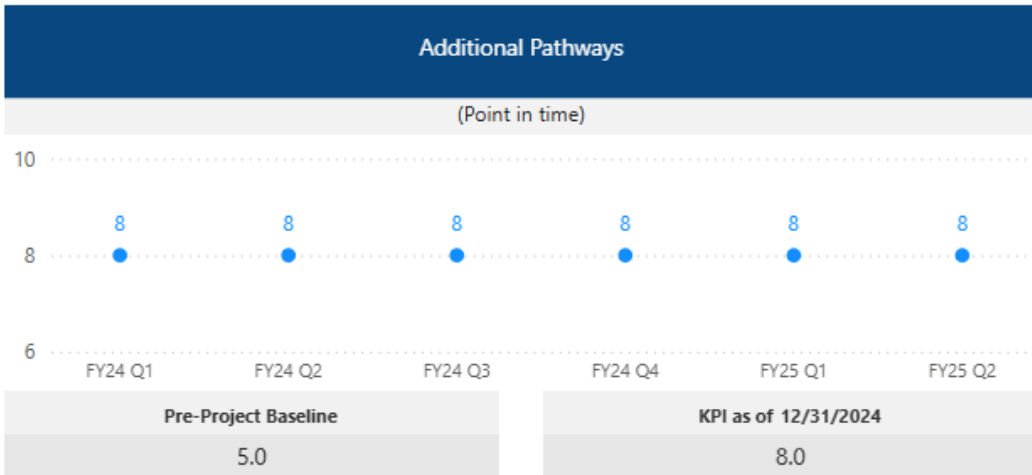 Additional Pathways
(Point in time)
10
8 8 8 8 8 8
8
6
FY24 Q1 FY24 Q2 FY24 Q3 FY24 Q4 FY25 Q1 FY25 Q2
Pre-Project Baseline KPI as of 12/31/2024
5.0 8.0